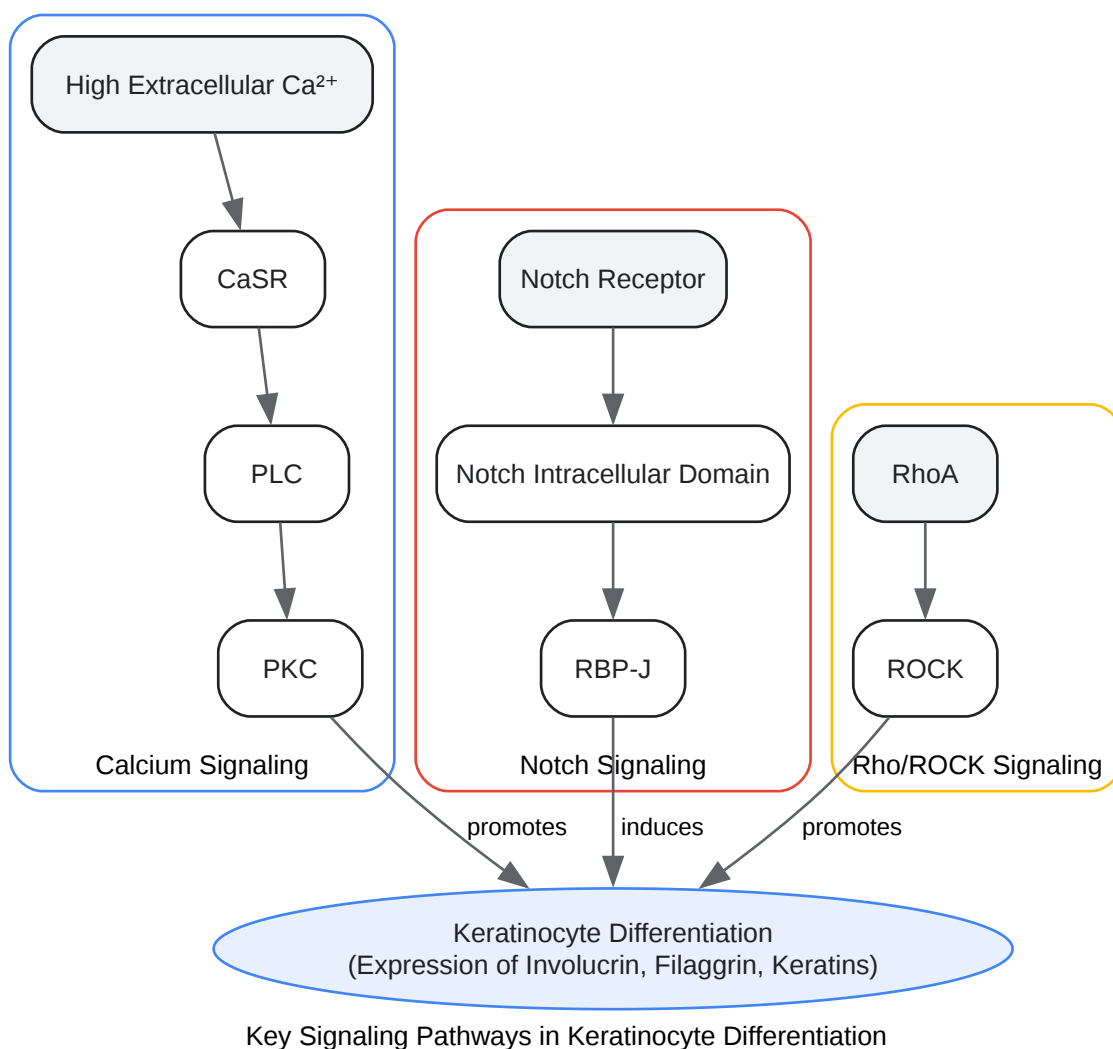 High Extracellular Ca²⁺
CaSR
PLC
PKC
Calcium Signaling
Notch Receptor
Notch Intracellular Domain
RBP-J
Notch Signaling
RhoA
ROCK
Rho/ROCK Signaling
promotes
induces
promotes
Keratinocyte Differentiation
(Expression of Involucrin, Filaggrin, Keratins)
Key Signaling Pathways in Keratinocyte Differentiation